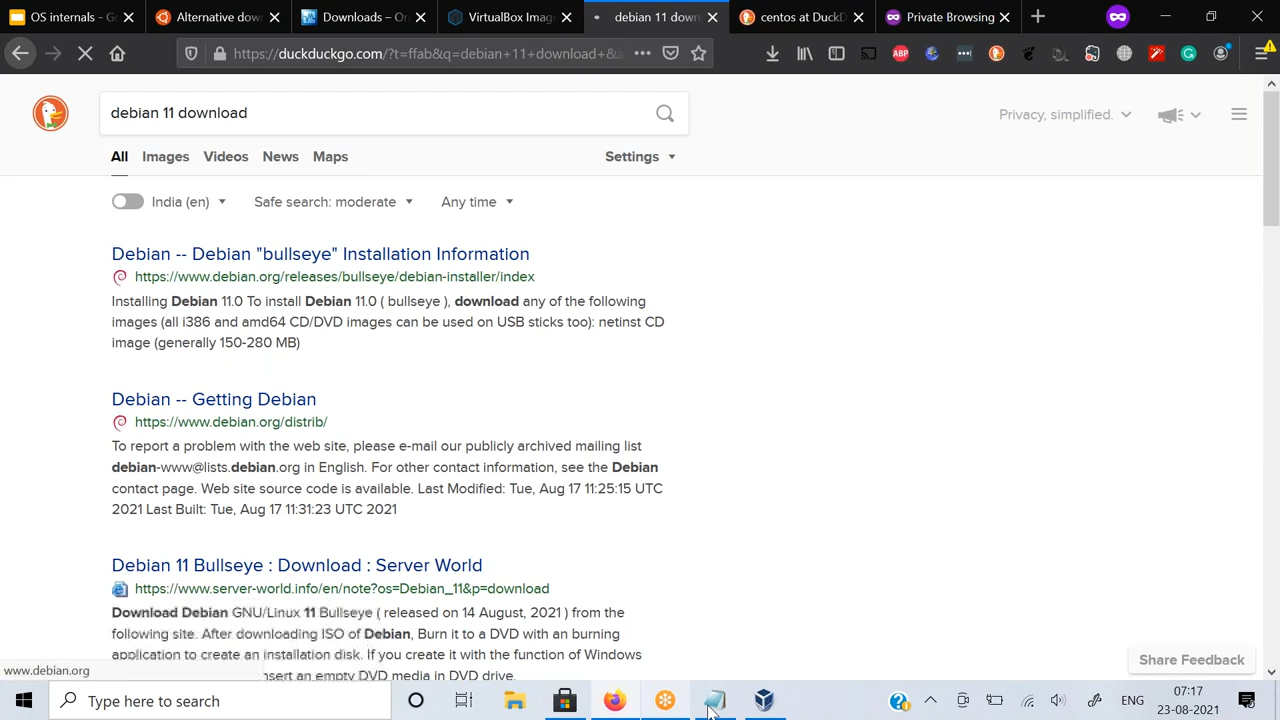 OS internals - G
Alternative dow
Downloads – O
VirtualBox Imag
debian 11 down
centos at DuckD
Private Browsing
https://duckduckgo.com/?t=ffab&q=debian+11+download+&
ABP
debian 11 download
Privacy, simplified.
All Images Videos News Maps Settings
India (en) Safe search: moderate Any time
Debian -- Debian "bullseye" Installation Information
https://www.debian.org/releases/bullseye/debian-installer/index
Installing Debian 11.0 To install Debian 11.0 ( bullseye ), download any of the following
images (all i386 and amd64 CD/DVD images can be used on USB sticks too): netinst CD
image (generally 150-280 MB)
Debian -- Getting Debian
https://www.debian.org/distrib/
To report a problem with the web site, please e-mail our publicly archived mailing list
debian-www@lists.debian.org in English. For other contact information, see the Debian
contact page. Web site source code is available. Last Modified: Tue, Aug 17 11:25:15 UTC
2021 Last Built: Tue, Aug 17 11:31:23 UTC 2021
Debian 11 Bullseye : Download : Server World
https://www.server-world.info/en/note?os=Debian_11&p=download
Download Debian GNU/Linux 11 Bullseye ( released on 14 August, 2021 ) from the
following site. After downloading ISO of Debian, Burn it to a DVD with an burning
application to create an installation disk. If you create it with the function of Windows
insert an empty DVD media in DVD drive.
Share Feedback
www.debian.org
Type here to search
ENG
07:17
23-08-2021